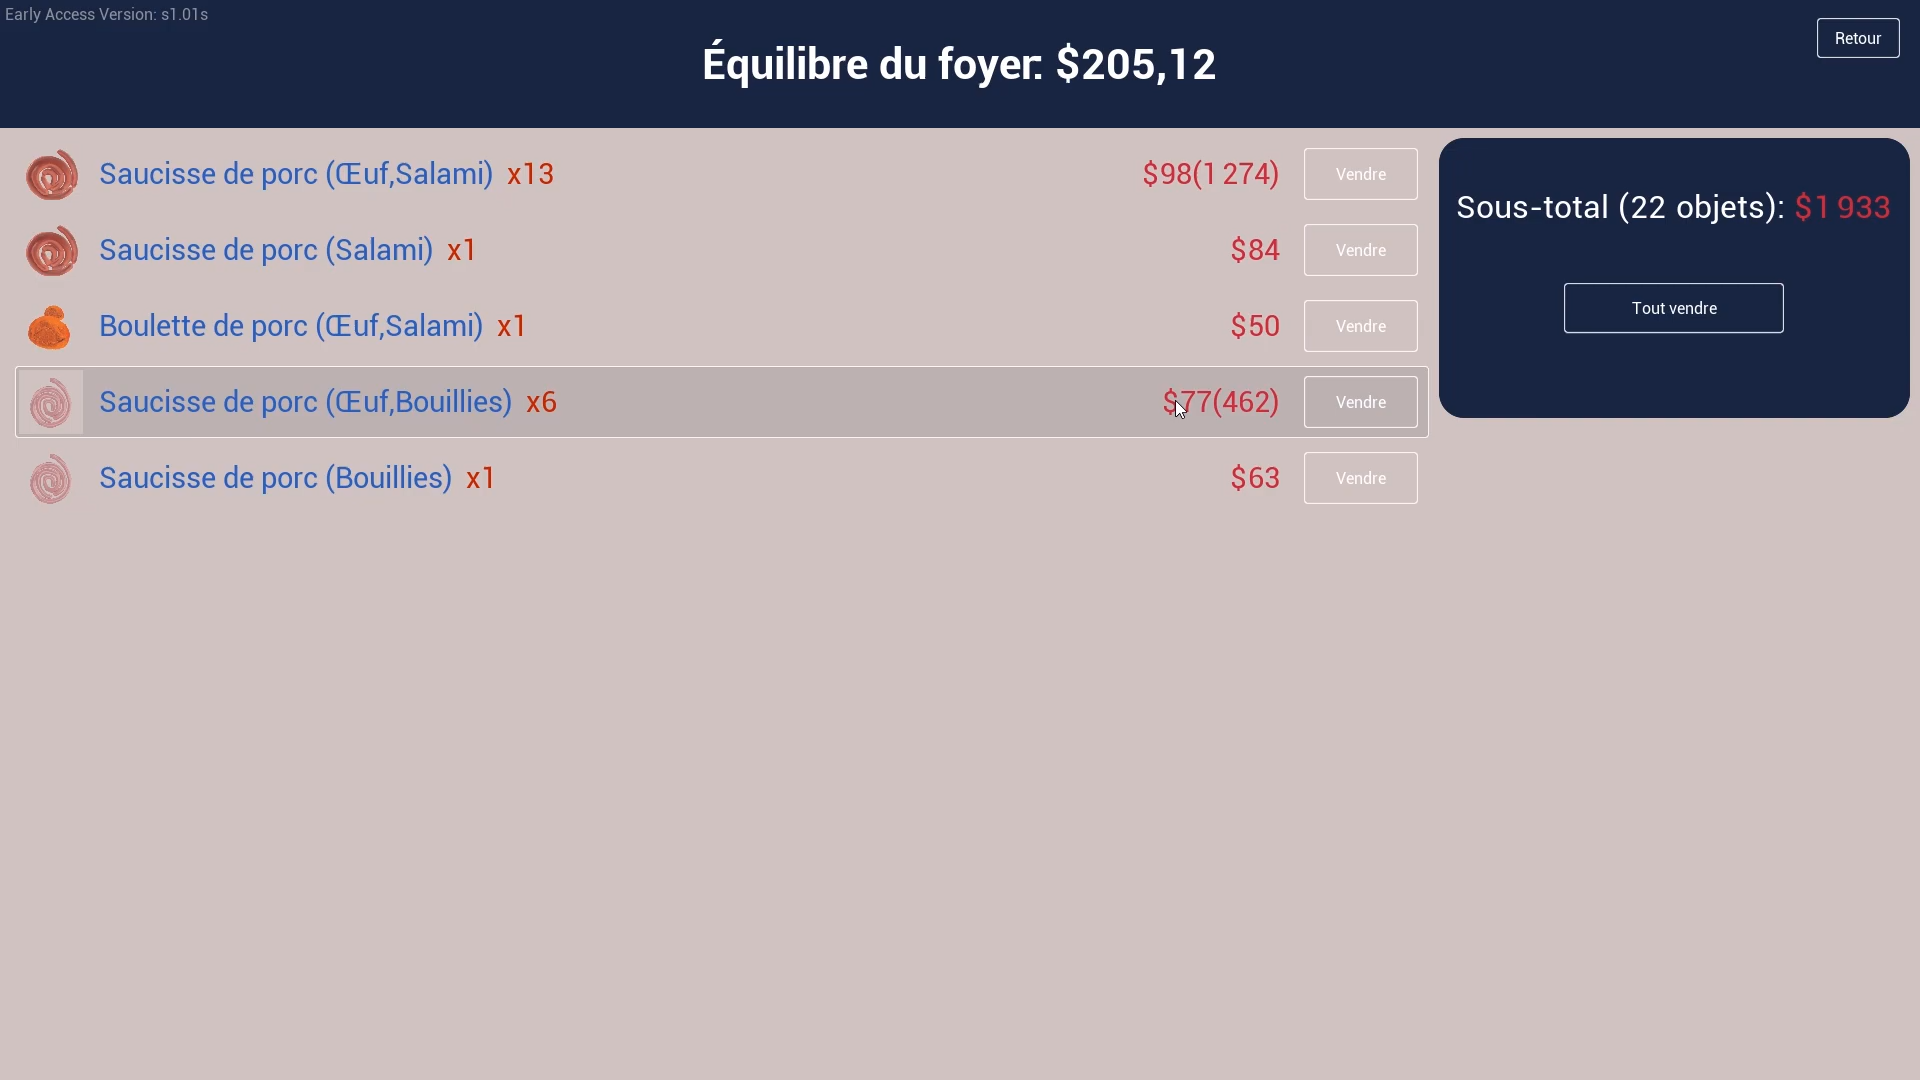 Early Access Version: s1.01s
Retour
Équilibre du foyer: $205,12
Saucisse de porc (Œuf,Salami) x13 $98(1 274) Vendre
Saucisse de porc (Salami) x1 $84 Vendre
Boulette de porc (Œuf,Salami) x1 $50 Vendre
Saucisse de porc (Œuf,Bouillies) x6 $77(462) Vendre
Saucisse de porc (Bouillies) x1 $63 Vendre
Sous-total (22 objets): $1 933
Tout vendre